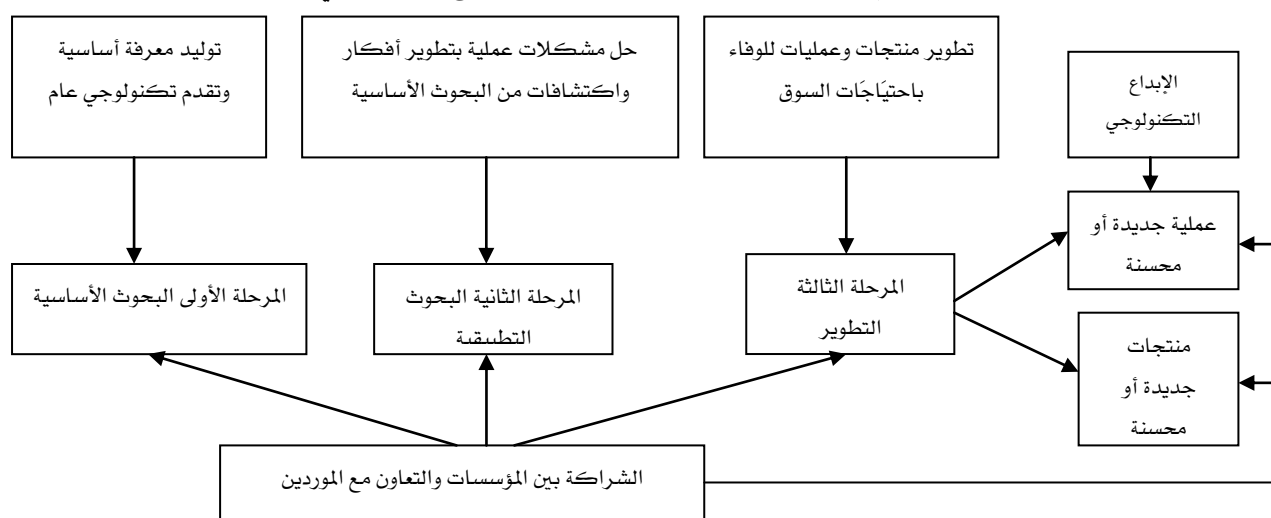 توليد معرفة أساسية
وتقدم تكنولوجي عام
حل مشكلات عملية بتطوير أفكار
واكتشافات من البحوث الأساسية
تطوير منتجات وعمليات للوفاء
باحتيَاجَات السوق
الإبداع
التكنولوجي
عملية جديدة أو
محسنة
المرحلة الأولى البحوث الأساسية
المرحلة الثانية البحوث
التطبيقية
المرحلة الثالثة
التطوير
منتجات
جديدة أو
محسنة
الشراكة بين المؤسسات والتعاون مع الموردين